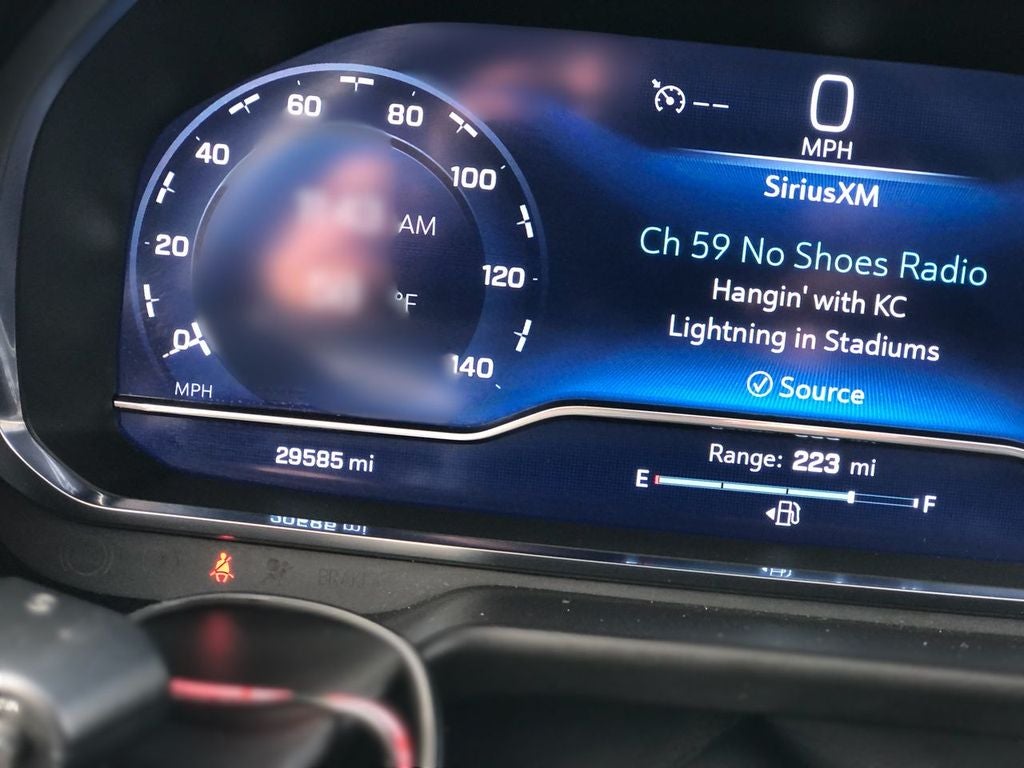 60
80
40
100
20
120
0
140
MPH
AM
°F
29585 mi
--
0
MPH
SiriusXM
Ch 59 No Shoes Radio
Hangin' with KC
Lightning in Stadiums
Source
Range: 223 mi
E
F